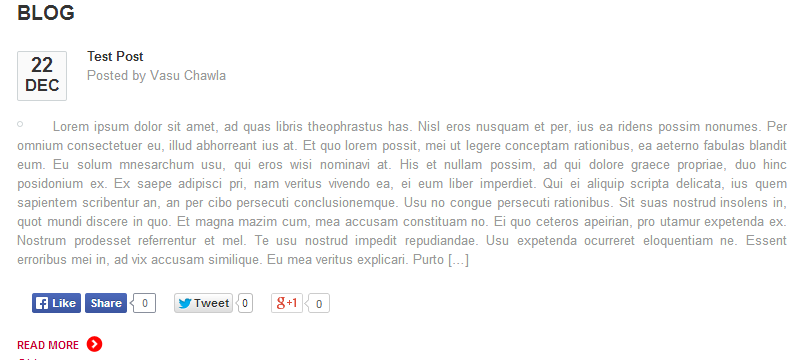 BLOG
22
DEC
Test Post
Posted by Vasu Chawla
Lorem ipsum dolor sit amet, ad quas libris theophrastus has. Nisl eros nusquam et per, ius ea ridens possim nonumes. Per
omnium consectetuer eu, illud abhorreant ius at. Et quo lorem possit, mei ut legere conceptam rationibus, ea aeterno fabulas blandit
eum. Eu solum mnesarchum usu, qui eros wisi nominavi at. His et nullam possim, ad qui dolore graece propriae, duo hinc
posidonium ex. Ex saepe adipisci pri, nam veritus vivendo ea, ei eum liber imperdiet. Qui ei aliquip scripta delicata, ius quem
sapientem scribentur an, an per cibo persecuti conclusionemque. Usu no congue persecuti rationibus. Sit suas nostrud insolens in,
quot mundi discere in quo. Et magna mazim cum, mea accusam constituam no. Ei quo ceteros apeirian, pro utamur expetenda ex.
Nostrum prodesset referrentur et mel. Te usu nostrud impedit repudiandae. Usu expetenda ocurreret eloquentiam ne. Essent
erroribus mei in, ad vix accusam similique. Eu mea veritus explicari. Purto [...]
Like Share 0 Tweet 0 g+1 0
READ MORE